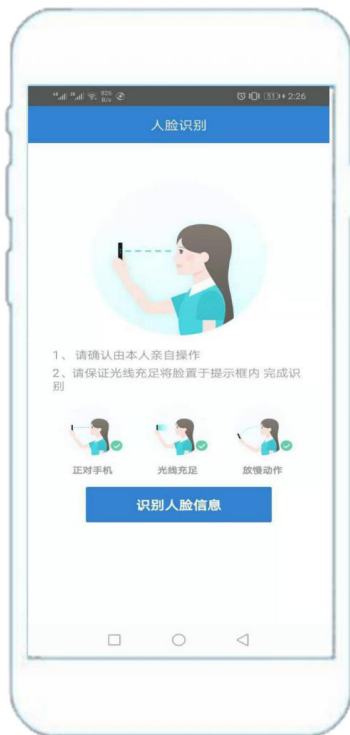 826
B/s
51
2:26
人脸识别
1、请确认由本人亲自操作
2、请保证光线充足将脸置于提示框内 完成识
别
正对手机
光线充足
放慢动作
识别人脸信息